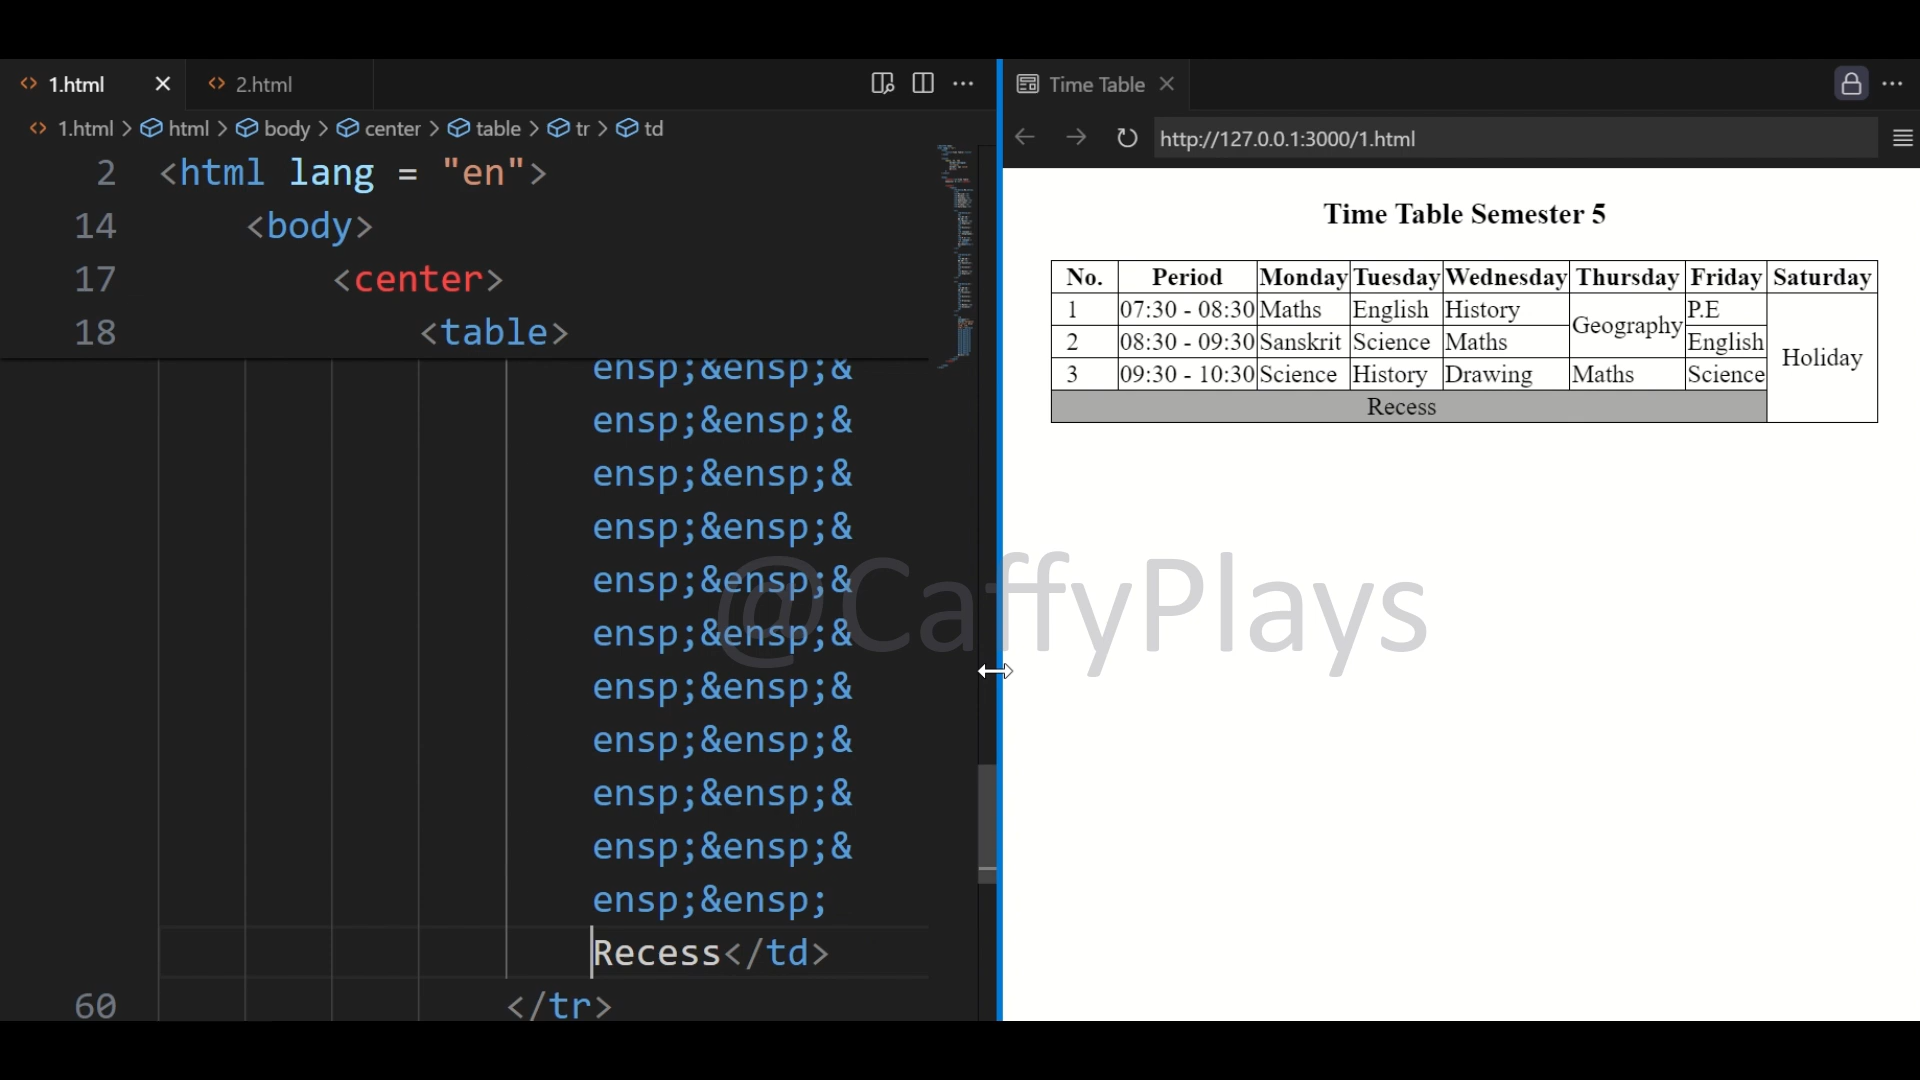 1.html
2.html
1.html > html > body > center > table > tr > td
2 <html lang = "en">
14 <body>
17 <center>
18 <table>
ensp;&ensp;&
ensp;&ensp;&
ensp;&ensp;&
ensp;&ensp;&
ensp;&ensp;&
ensp;&ensp;&
ensp;&ensp;&
ensp;&ensp;&
ensp;&ensp;&
ensp;&ensp;&
ensp;&ensp;
Recess</td>
60 </tr>
Time Table
http://127.0.0.1:3000/1.html
Time Table Semester 5
No. Period Monday Tuesday Wednesday Thursday Friday Saturday
1 07:30 - 08:30 Maths English History Geography P.E Holiday
2 08:30 - 09:30 Sanskrit Science Maths English
3 09:30 - 10:30 Science History Drawing Maths Science
Recess
@CaffyPlays